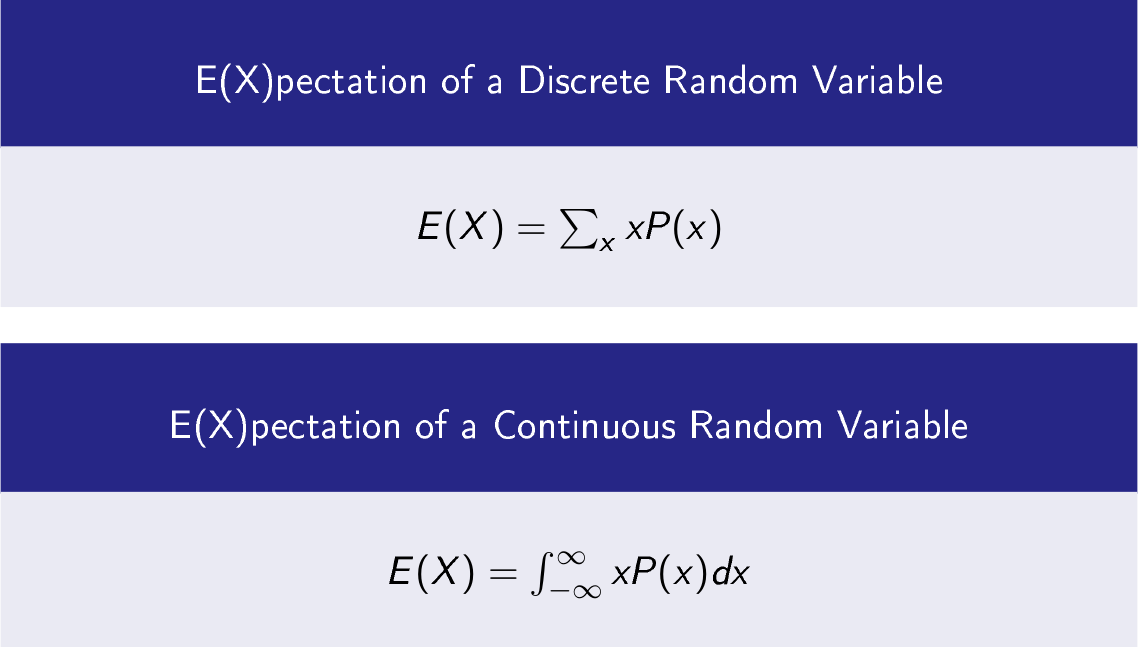 E(X)pectation of a Discrete Random Variable
E(X) = ∑ₓ xP(x)
E(X)pectation of a Continuous Random Variable
E(X) = ∫_{-∞}^{∞} xP(x)dx